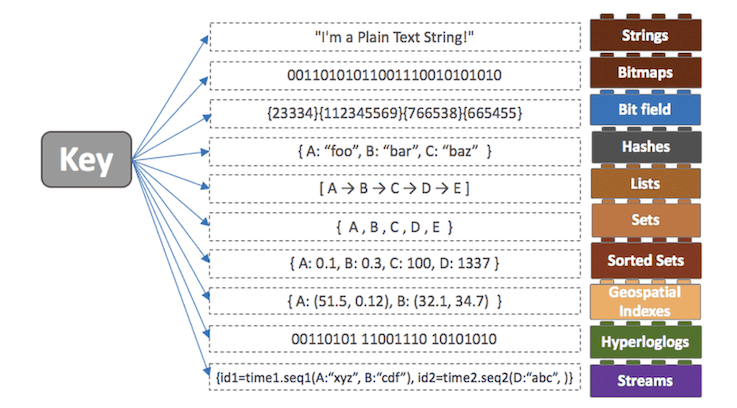 Key
"I'm a Plain Text String!"
Strings
00110101011001110010101010
Bitmaps
{23334}{112345569}{766538}{665455}
Bit field
{ A: “foo”, B: “bar”, C: “baz” }
Hashes
[ A → B → C → D → E ]
Lists
{ A , B , C , D , E }
Sets
{ A: 0.1, B: 0.3, C: 100, D: 1337 }
Sorted Sets
{ A: (51.5, 0.12), B: (32.1, 34.7) }
Geospatial
Indexes
00110101 11001110 10101010
Hyperloglogs
{id1=time1.seq1(A:“xyz”, B:“cdf”), id2=time2.seq2(D:“abc”, )}
Streams